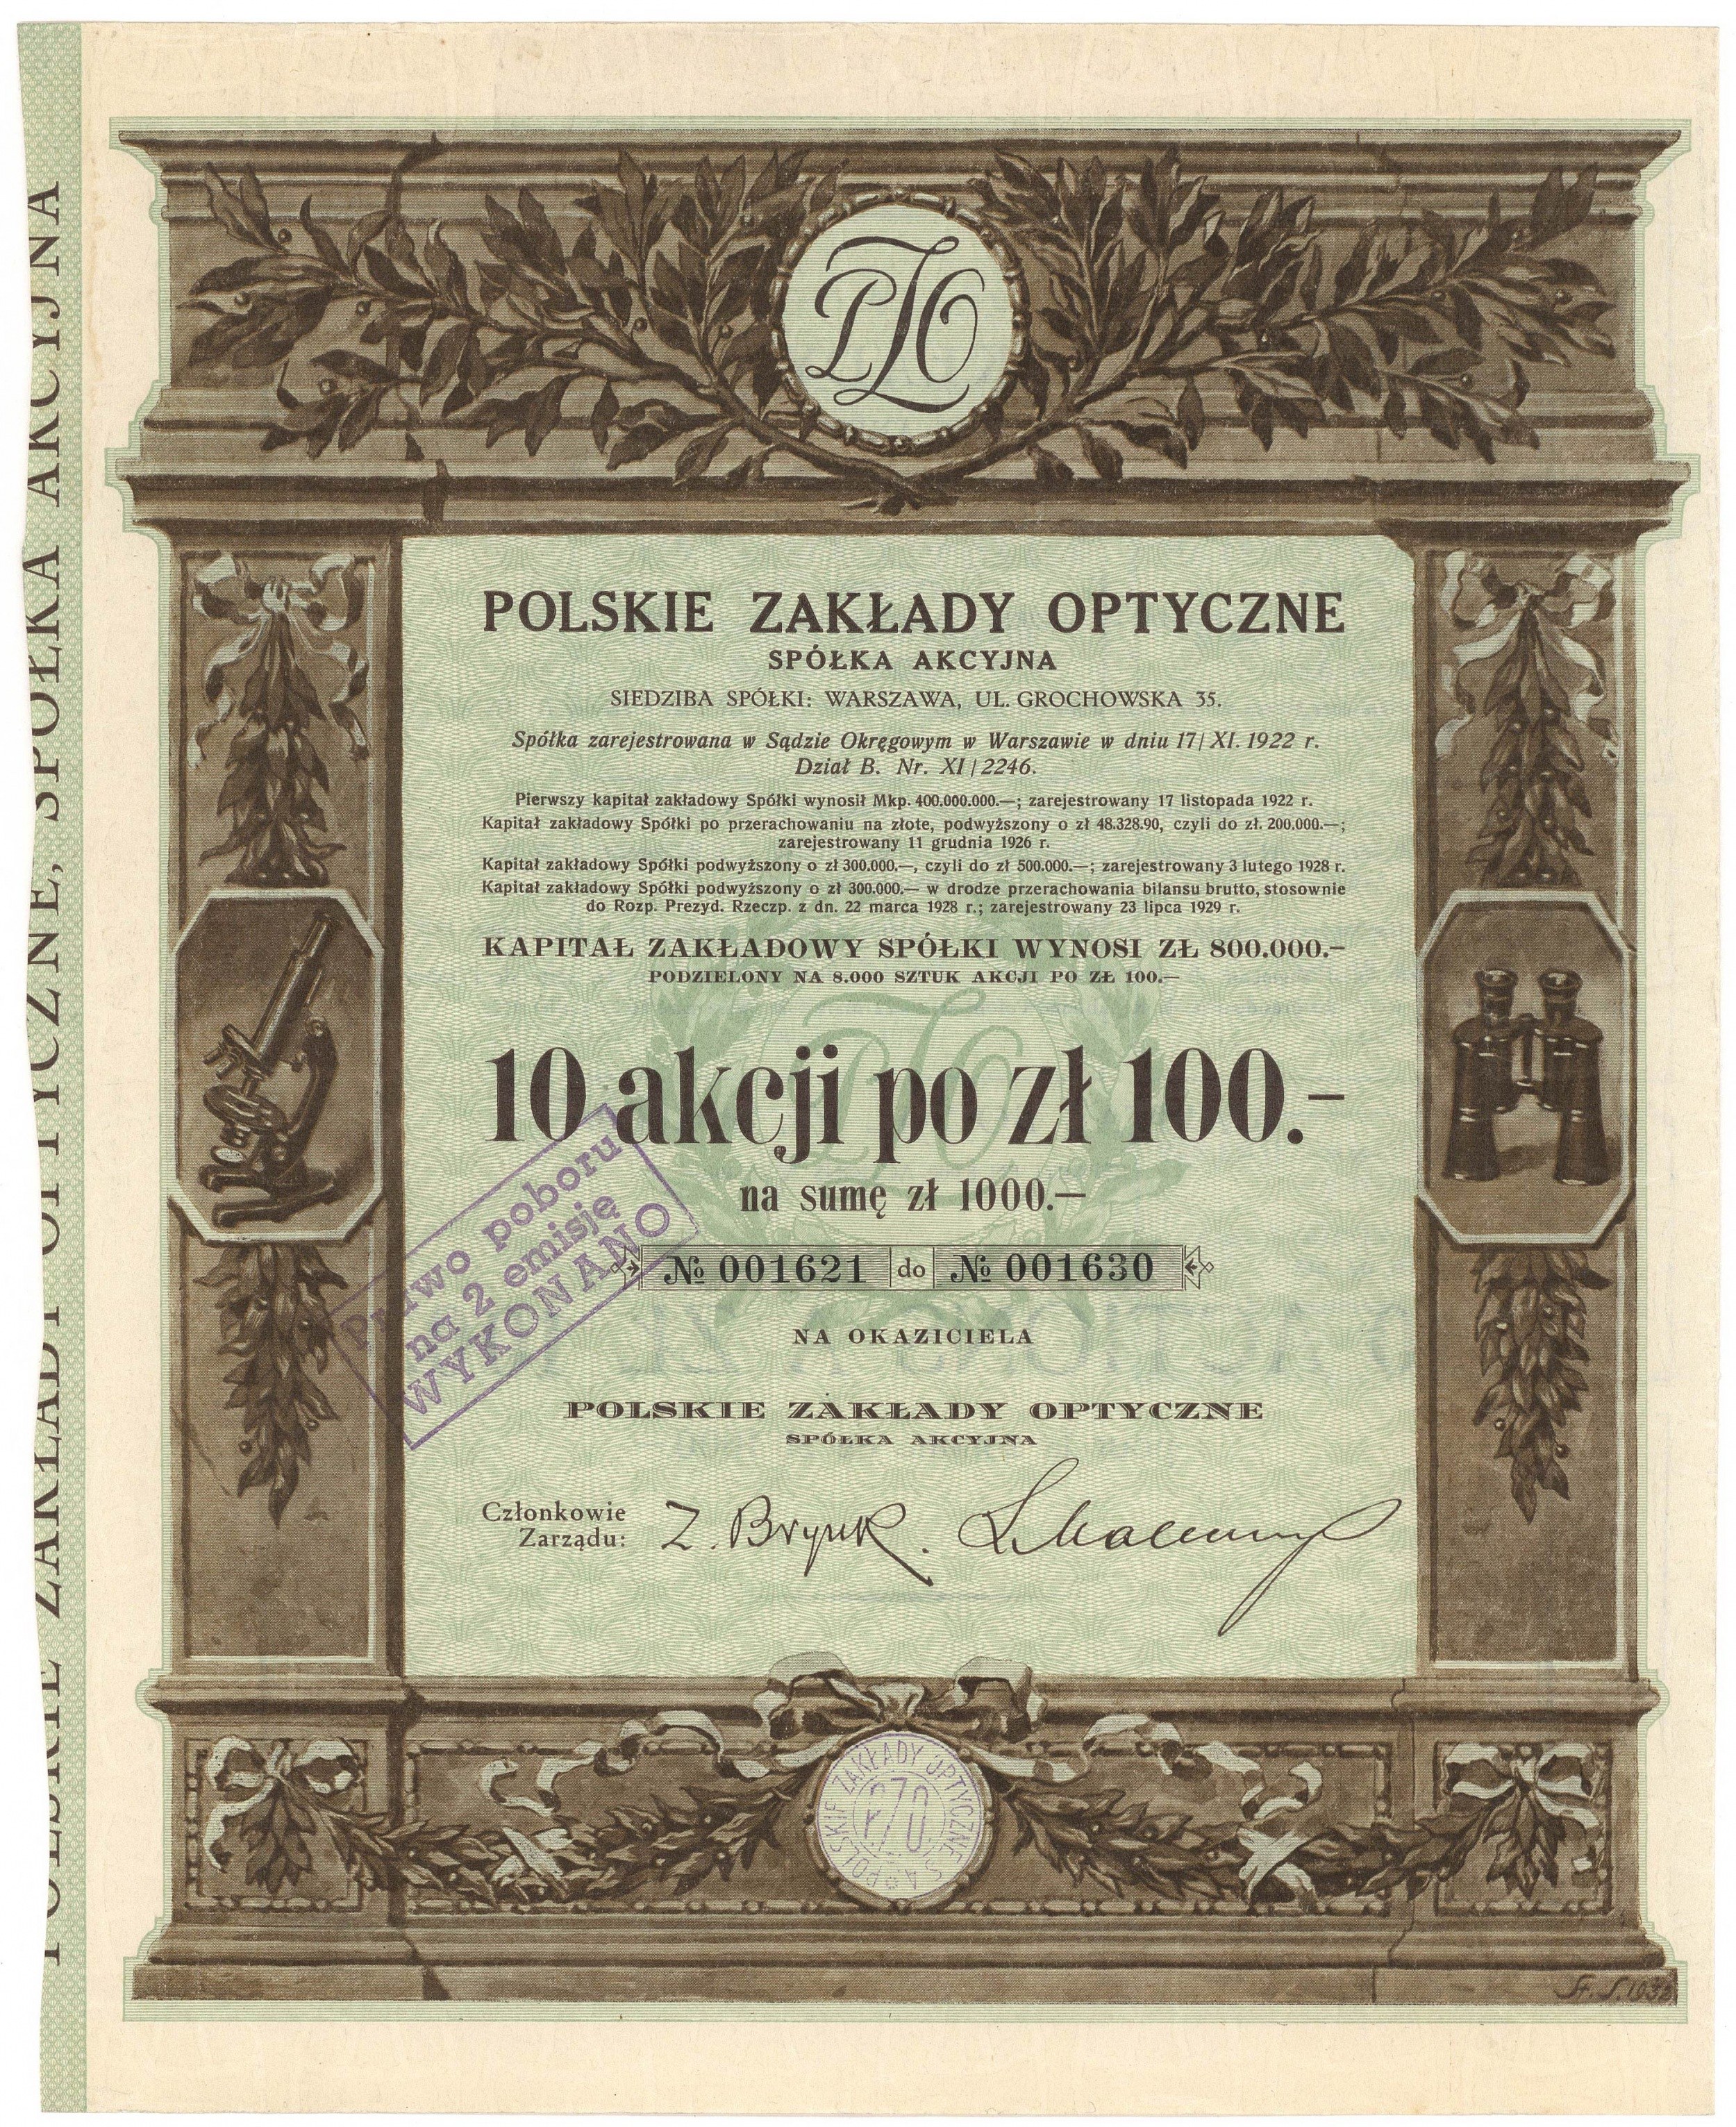 POLSKIE ZAKŁADY OPTYCZNE, SPÓŁKA AKCYJNA
PZO
POLSKIE ZAKŁADY OPTYCZNE
SPÓŁKA AKCYJNA
SIEDZIBA SPÓŁKI: WARSZAWA, UL. GROCHOWSKA 35.
Spółka zarejestrowana w Sądzie Okręgowym w Warszawie w dniu 17/XI. 1922 r.
Dział B. Nr. XI/2246.
Pierwszy kapitał zakładowy Spółki wynosił Mkp. 400.000.000.—; zarejestrowany 17 listopada 1922 r.
Kapitał zakładowy Spółki po przerachowaniu na złote, podwyższony o zł 48.328.90, czyli do zł. 200.000.—;
zarejestrowany 11 grudnia 1926 r.
Kapitał zakładowy Spółki podwyższony o zł 300.000.—, czyli do zł 500.000.—; zarejestrowany 3 lutego 1928 r.
Kapitał zakładowy Spółki podwyższony o zł 300.000.— w drodze przerachowania bilansu brutto, stosownie
do Rozp. Prezyd. Rzeczp. z dn. 22 marca 1928 r.; zarejestrowany 23 lipca 1929 r.
KAPITAŁ ZAKŁADOWY SPÓŁKI WYNOSI ZŁ 800.000.—
PODZIELONY NA 8.000 SZTUK AKCJI PO ZŁ 100.—
10 akcji po zł 100.—
na sumę zł 1000.—
Prawo poboru
na 2 emisję
WYKONANO
№ 001621 do № 001630
NA OKAZICIELA
POLSKIE ZAKŁADY OPTYCZNE
SPÓŁKA AKCYJNA
Członkowie
Zarządu:
Z. Brynk.
POLSKIE ZAKŁADY OPTYCZNE S A
PZO